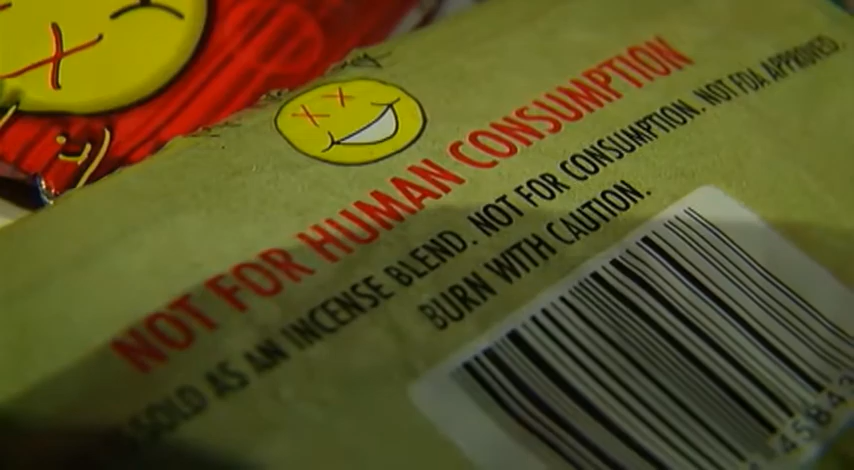 NOT FOR HUMAN CONSUMPTION
SOLD AS AN INCENSE BLEND. NOT FOR CONSUMPTION. NOT FDA APPROVED.
BURN WITH CAUTION.